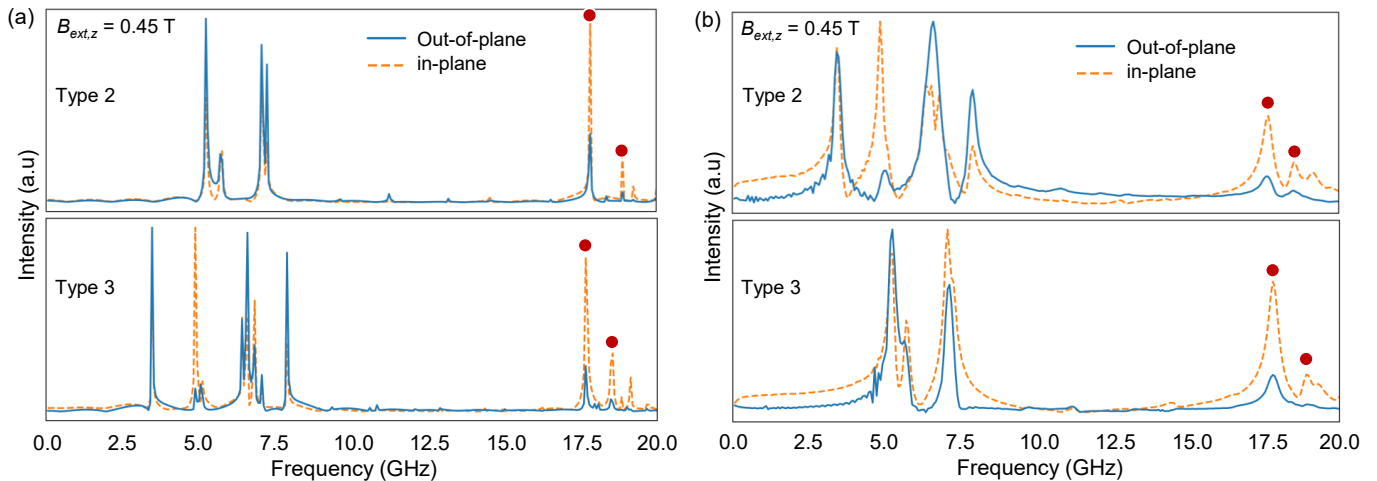 (a)
B_ext,z = 0.45 T
Out-of-plane
in-plane
Type 2
Type 3
Intensity (a.u)
0.0 2.5 5.0 7.5 10.0 12.5 15.0 17.5 20.0
Frequency (GHz)
(b)
B_ext,z = 0.45 T
Out-of-plane
in-plane
Type 2
Type 3
Intensity (a.u)
0.0 2.5 5.0 7.5 10.0 12.5 15.0 17.5 20.0
Frequency (GHz)